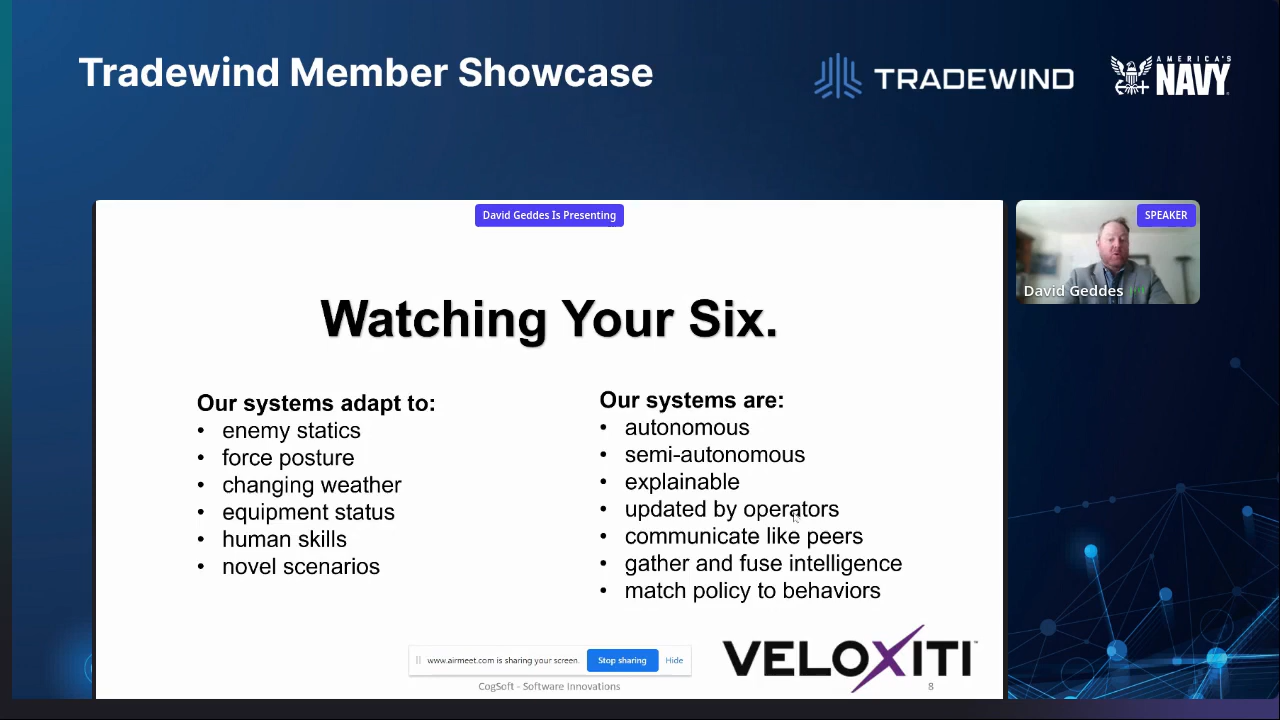 Tradewind Member Showcase
TRADEWIND
AMERICA'S
NAVY
David Geddes Is Presenting
SPEAKER
David Geddes
Watching Your Six.
Our systems adapt to:
• enemy statics
• force posture
• changing weather
• equipment status
• human skills
• novel scenarios
Our systems are:
• autonomous
• semi-autonomous
• explainable
• updated by operators
• communicate like peers
• gather and fuse intelligence
• match policy to behaviors
www.airmeet.com is sharing your screen.
Stop sharing
Hide
VELOXITI
CogSoft - Software Innovations
8